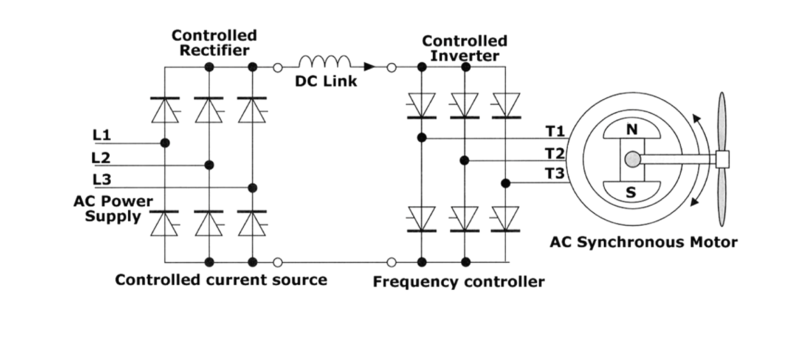 Controlled
Rectifier
DC Link
Controlled
Inverter
L1
L2
L3
AC Power
Supply
T1
T2
T3
N
S
AC Synchronous Motor
Controlled current source
Frequency controller